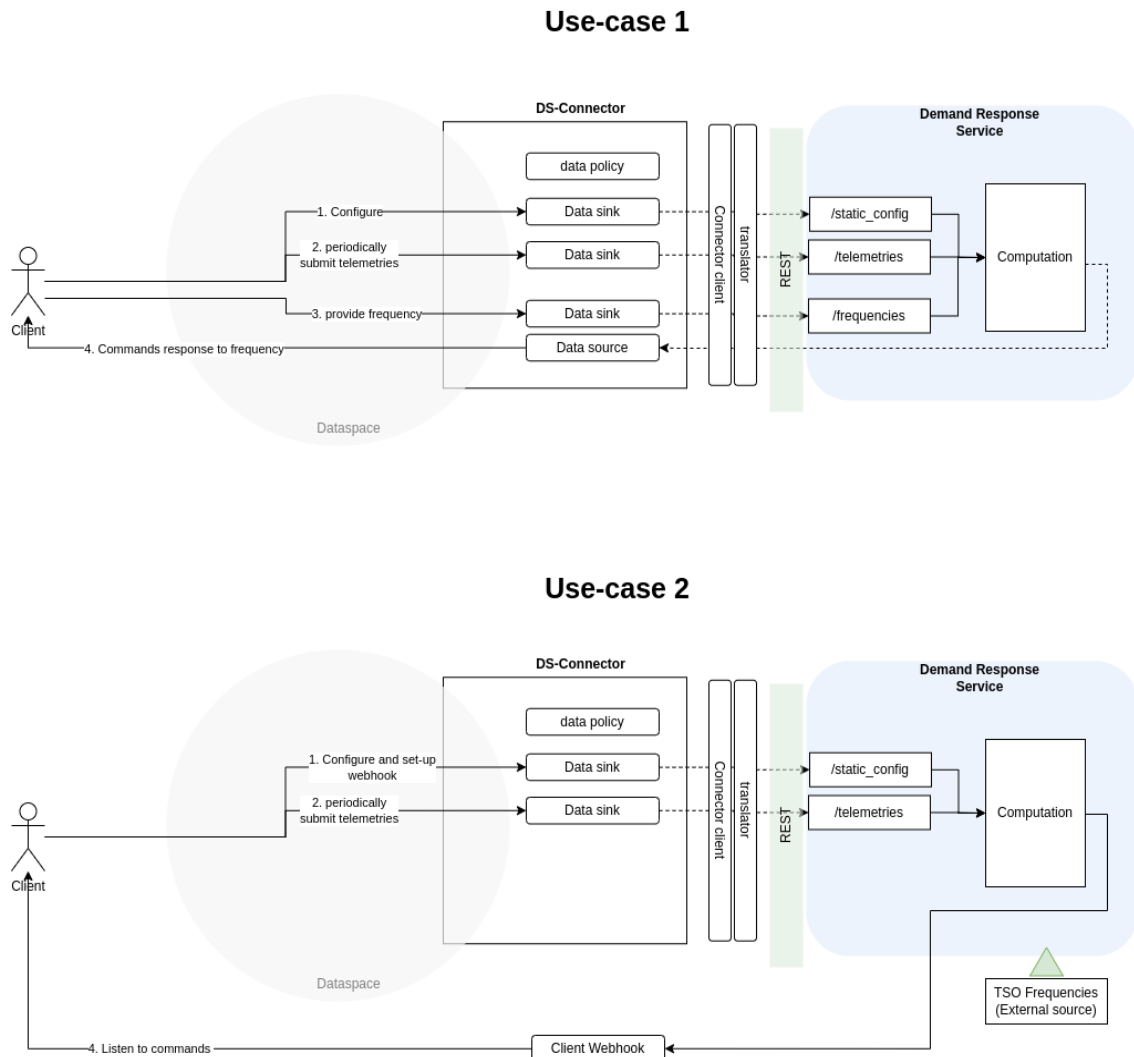 Use-case 1
DS-Connector
Demand Response
Service
data policy
1. Configure
Data sink
/static_config
2. periodically
submit telemetries
Data sink
/telemetries
Computation
Connector client
translator
REST
3. provide frequency
Data sink
/frequencies
Client
4. Commands response to frequency
Data source
Dataspace
Use-case 2
DS-Connector
Demand Response
Service
data policy
1. Configure and set-up
webhook
Data sink
/static_config
2. periodically
submit telemetries
Data sink
/telemetries
Computation
Connector client
translator
REST
Client
Dataspace
TSO Frequencies
(External source)
4. Listen to commands
Client Webhook